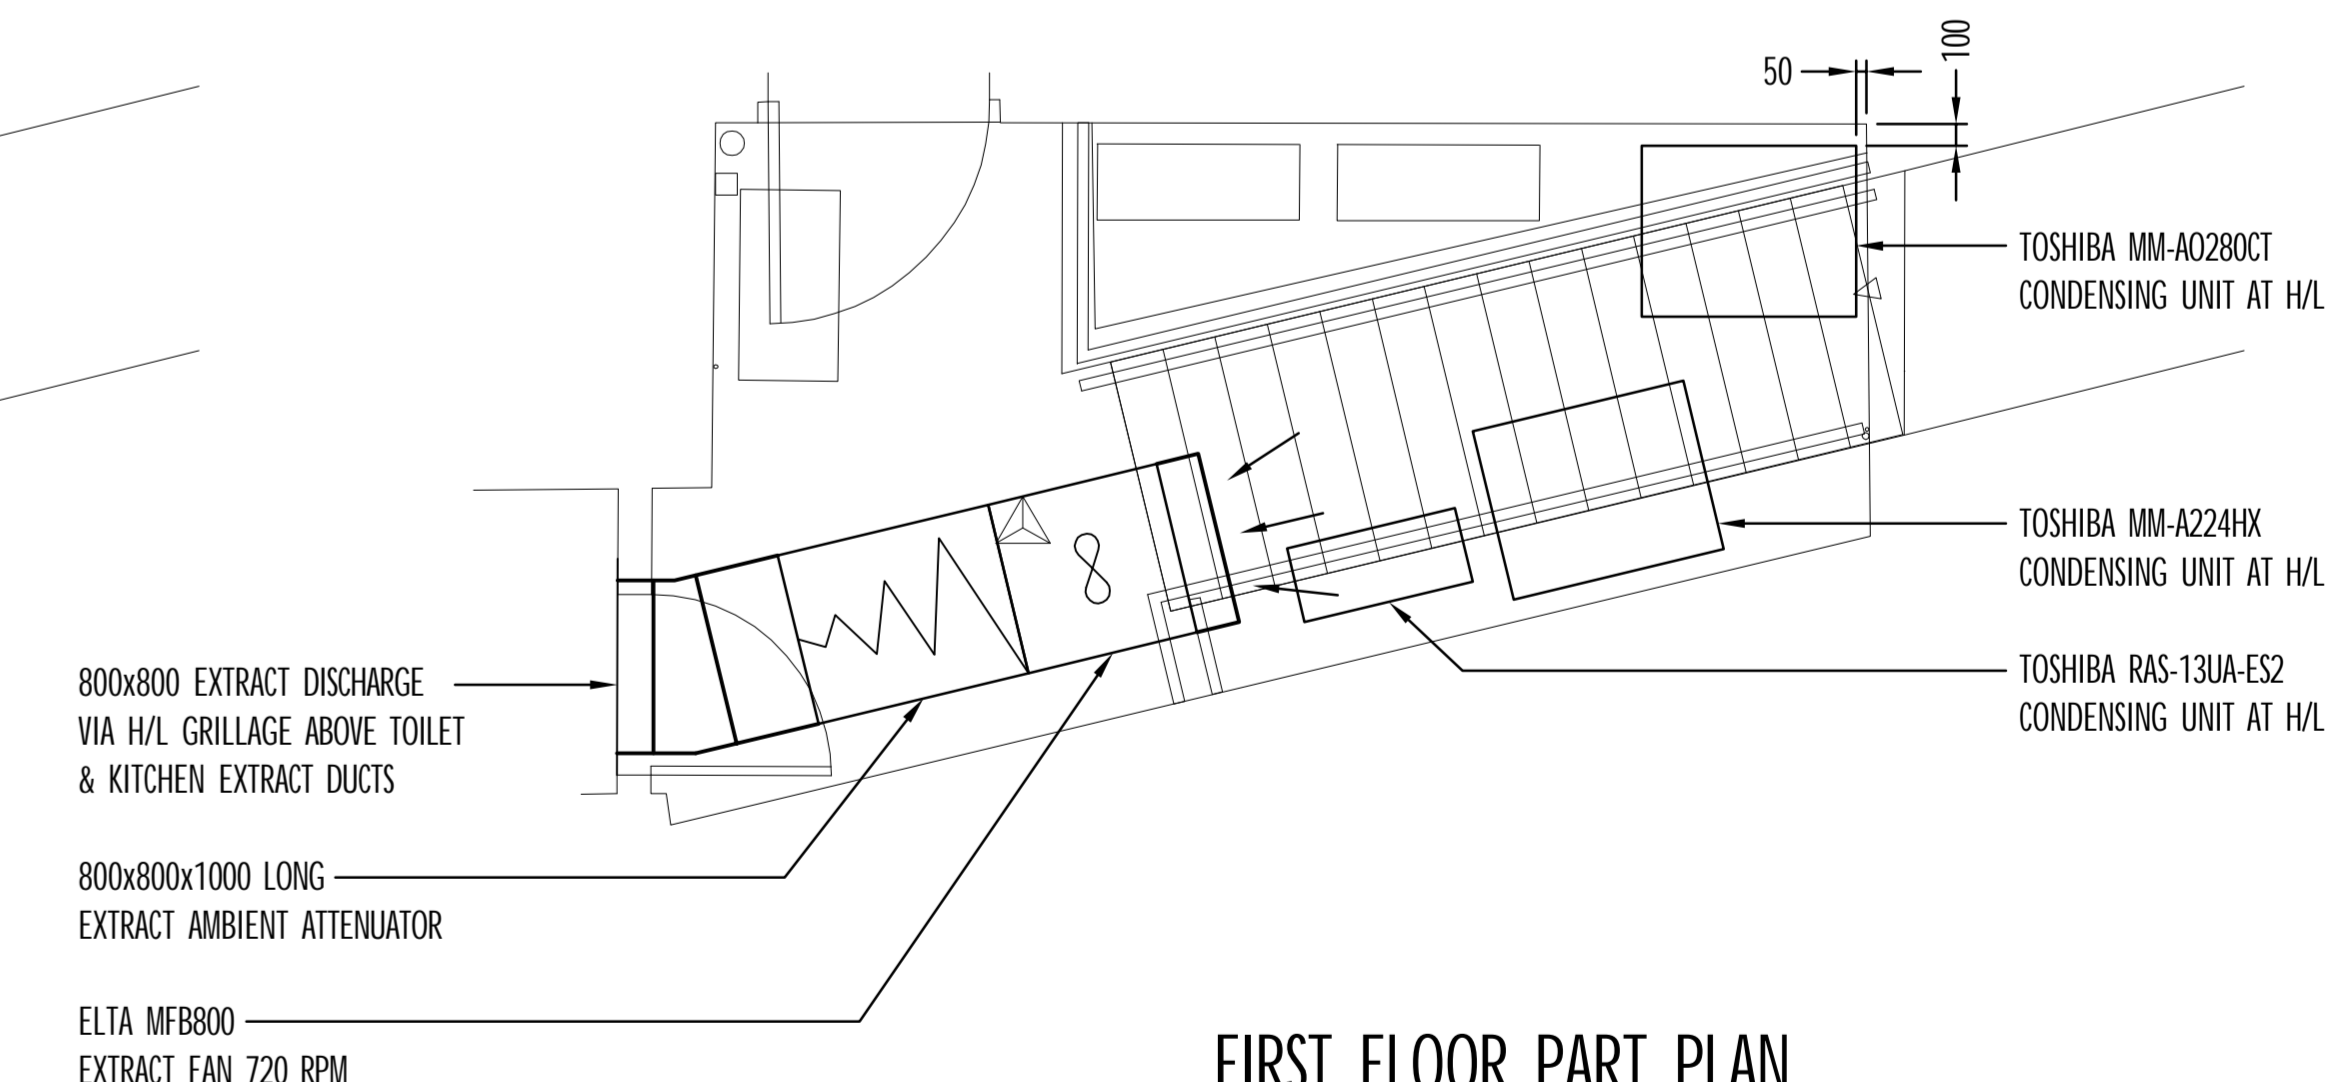 100
50
TOSHIBA MM-AO280CT
CONDENSING UNIT AT H/L
TOSHIBA MM-A224HX
CONDENSING UNIT AT H/L
TOSHIBA RAS-13UA-ES2
CONDENSING UNIT AT H/L
800x800 EXTRACT DISCHARGE
VIA H/L GRILLAGE ABOVE TOILET
& KITCHEN EXTRACT DUCTS
800x800x1000 LONG
EXTRACT AMBIENT ATTENUATOR
ELTA MFB800
EXTRACT FAN 720 RPM
FIRST FLOOR PART PLAN